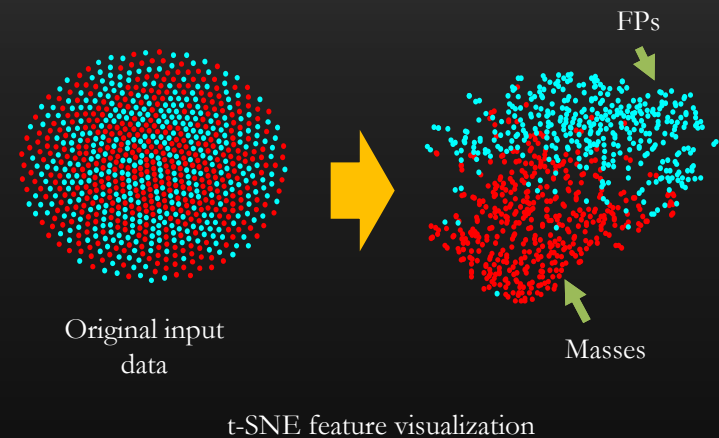 FPs
Original input
data
Masses
t-SNE feature visualization